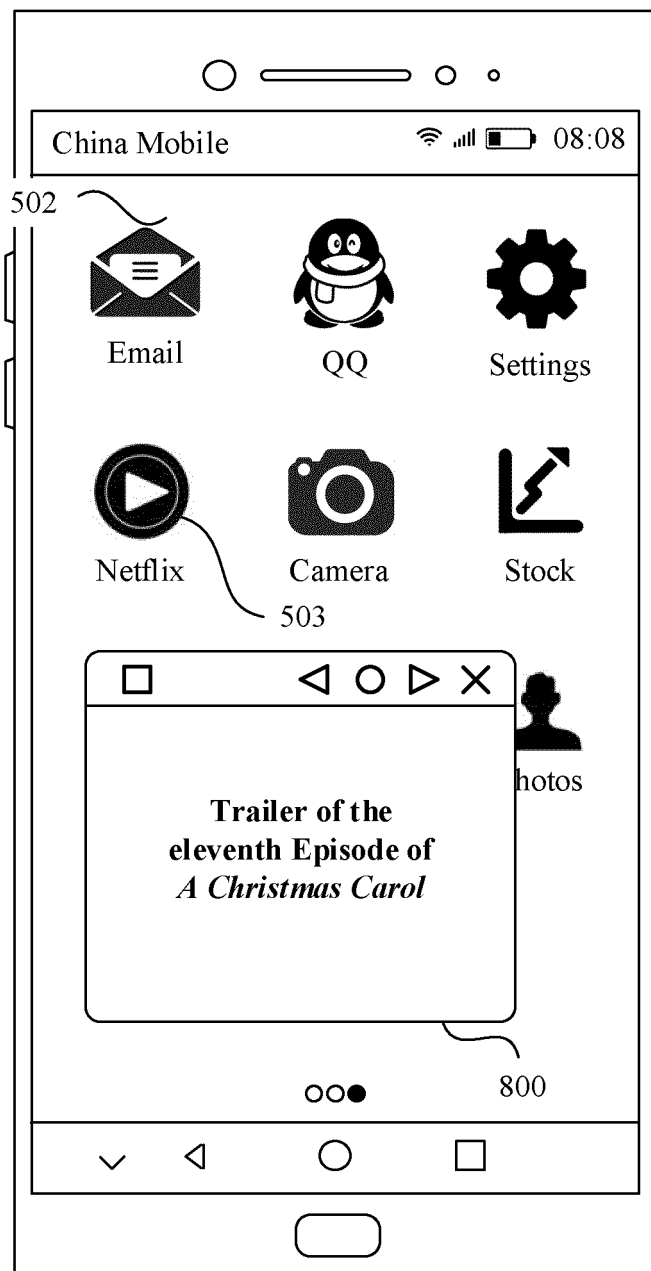 China Mobile 08:08
502
Email QQ Settings
Netflix Camera Stock
503
hotos
Trailer of the
eleventh Episode of
A Christmas Carol
800